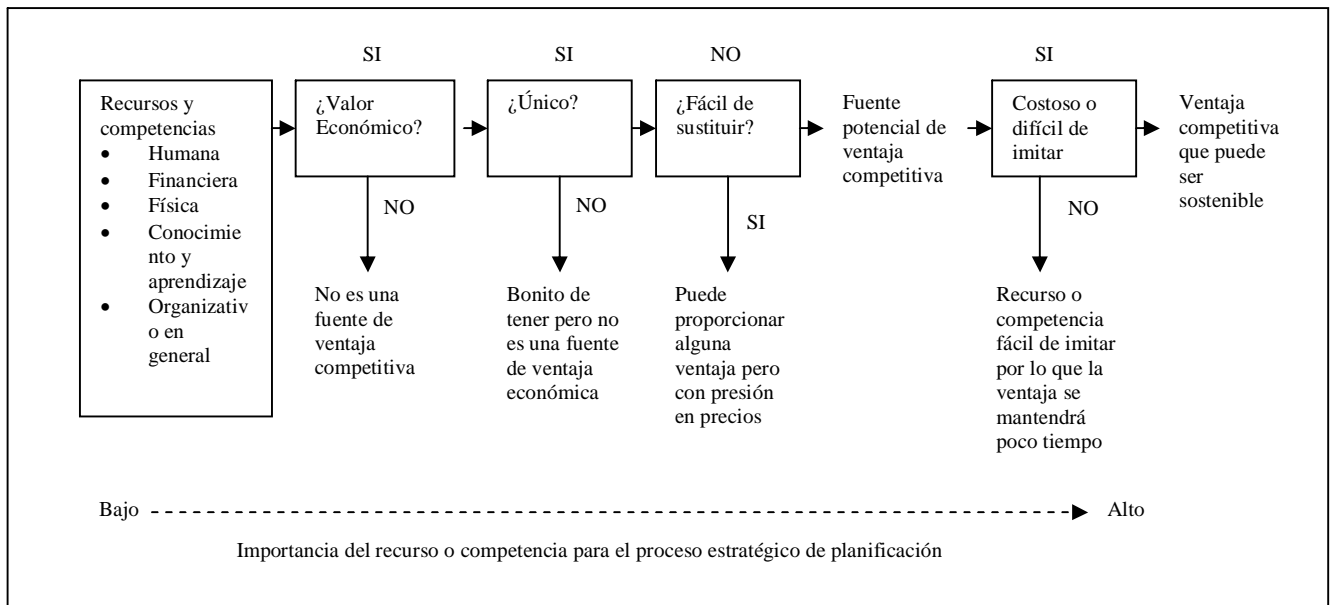 SI
SI
NO
SI
Recursos y
competencias
• Humana
• Financiera
• Física
• Conocimie
nto y
aprendizaje
• Organizativ
o en
general
¿Valor
Económico?
¿Único?
¿Fácil de
sustituir?
Fuente
potencial de
ventaja
competitiva
Costoso o
difícil de
imitar
Ventaja
competitiva
que puede
ser
sostenible
NO
NO
SI
NO
No es una
fuente de
ventaja
competitiva
Bonito de
tener pero no
es una fuente
de ventaja
económica
Puede
proporcionar
alguna
ventaja pero
con presión
en precios
Recurso o
competencia
fácil de imitar
por lo que la
ventaja se
mantendrá
poco tiempo
Bajo
Alto
Importancia del recurso o competencia para el proceso estratégico de planificación